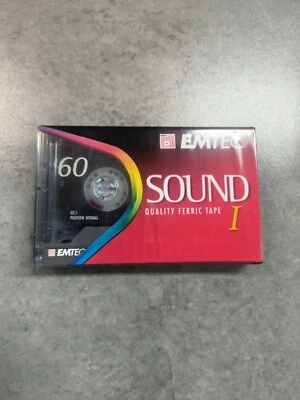 EMTEC
60
SOUND
QUALITY FERRIC TAPE
I
IEC I
POSITION NORMAL
EMTEC